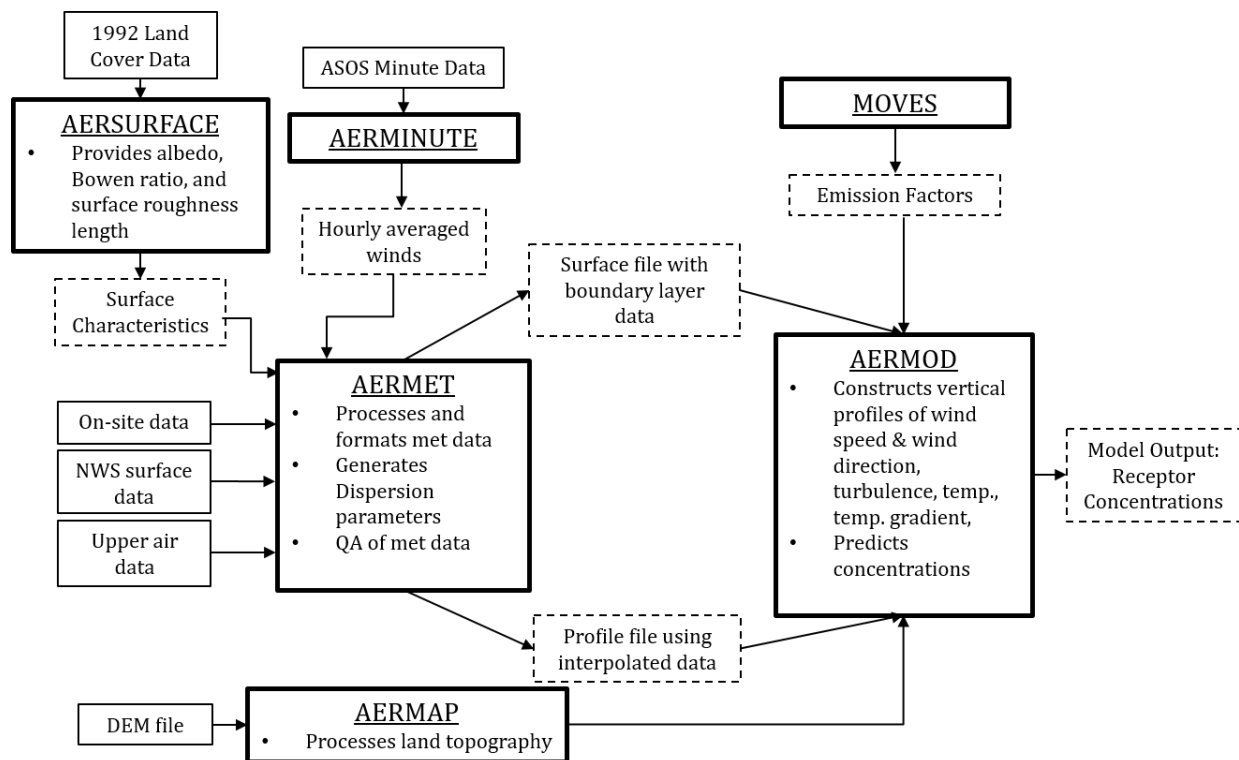 1992 Land
Cover Data
ASOS Minute Data
AERSURFACE
• Provides albedo,
Bowen ratio, and
surface roughness
length
AERMINUTE
MOVES
Hourly averaged
winds
Emission Factors
Surface
Characteristics
Surface file with
boundary layer
data
On-site data
NWS surface
data
Upper air
data
AERMET
• Processes and
formats met data
• Generates
Dispersion
parameters
• QA of met data
AERMOD
• Constructs vertical
profiles of wind
speed & wind
direction,
turbulence, temp.,
temp. gradient,
• Predicts
concentrations
Model Output:
Receptor
Concentrations
Profile file using
interpolated data
DEM file
AERMAP
• Processes land topography